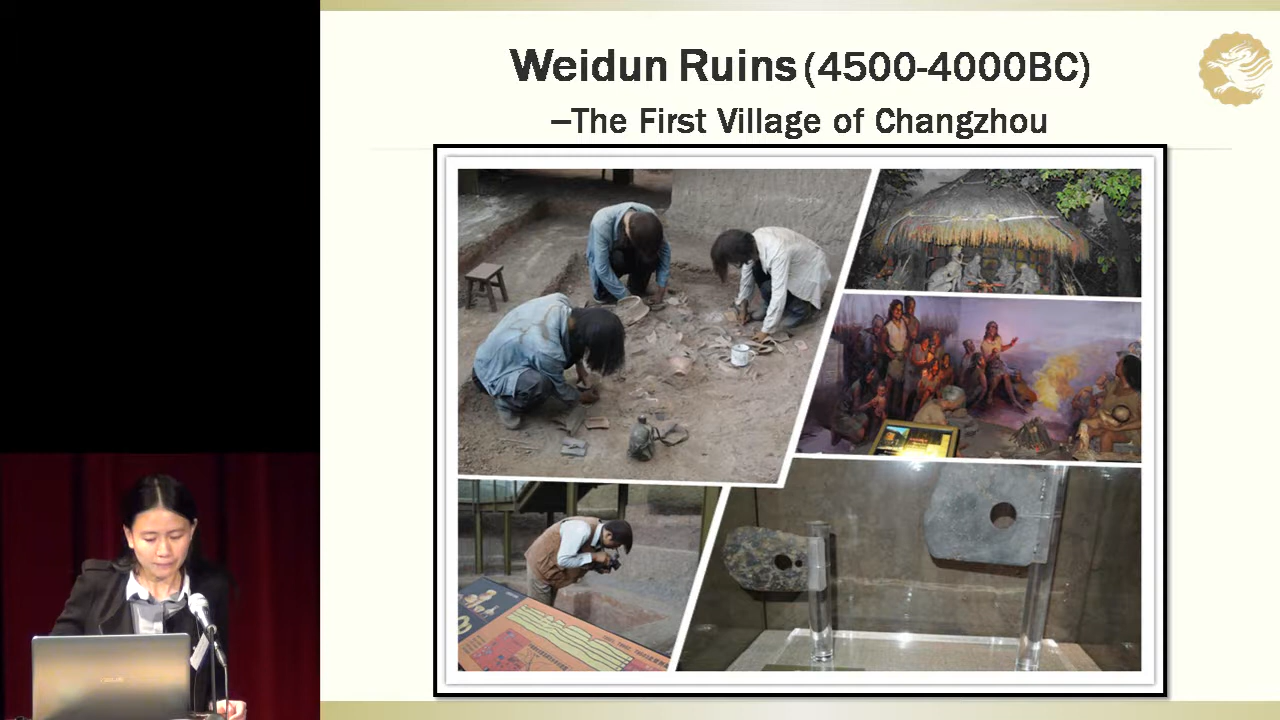 Weidun Ruins (4500-4000BC)
–The First Village of Changzhou